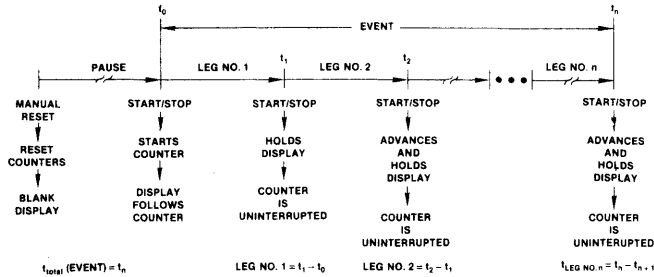 t0
tn
EVENT
PAUSE
LEG NO. 1
t1
LEG NO. 2
t2
LEG NO. n
MANUAL
RESET
RESET
COUNTERS
BLANK
DISPLAY
START/STOP
STARTS
COUNTER
DISPLAY
FOLLOWS
COUNTER
START/STOP
HOLDS
DISPLAY
COUNTER
IS
UNINTERRUPTED
START/STOP
ADVANCES
AND
HOLDS
DISPLAY
COUNTER
IS
UNINTERRUPTED
START/STOP
ADVANCES
AND
HOLDS
DISPLAY
COUNTER
IS
UNINTERRUPTED
t_total (EVENT) = tn
LEG NO. 1 = t1 - t0
LEG NO. 2 = t2 - t1
t_LEG NO. n = tn - tn + 1